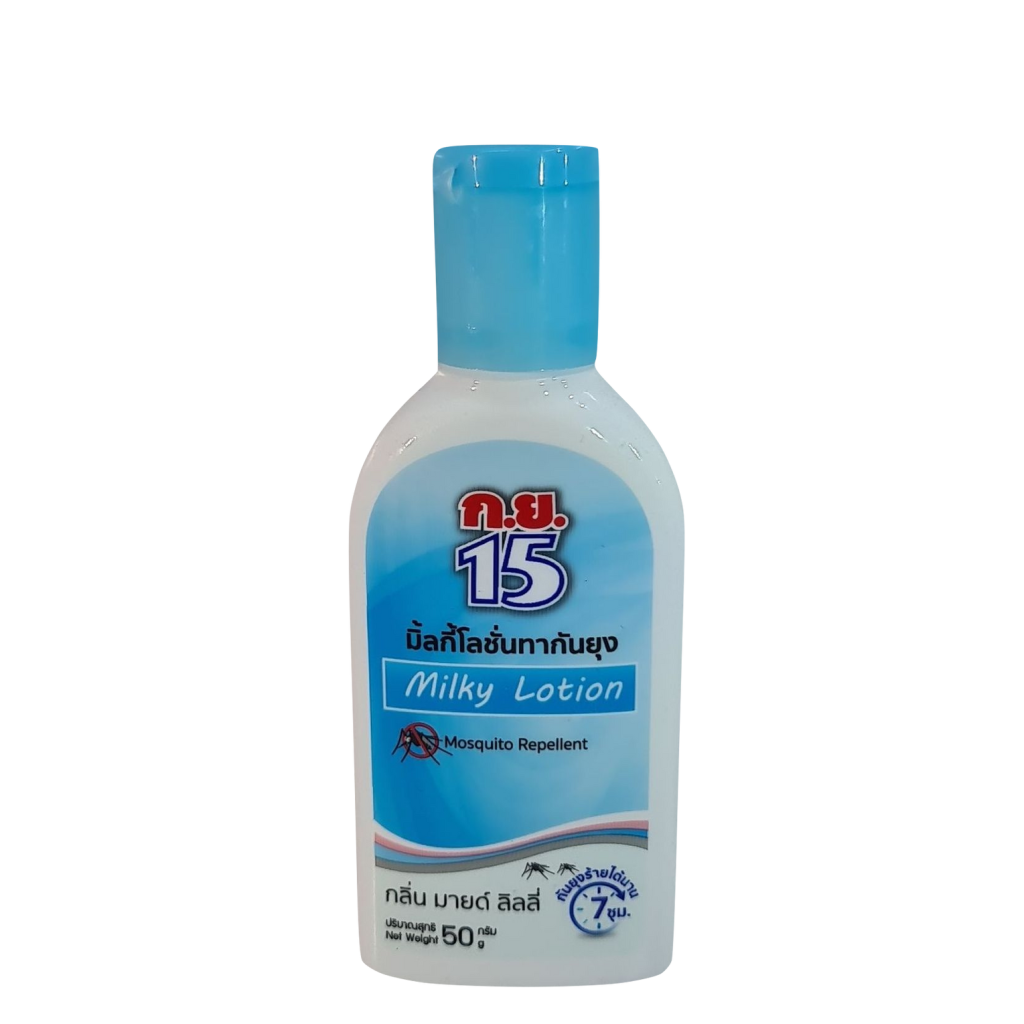 ก.ย.
15
มิ้ลกี้โลชั่นทากันยุง
Milky Lotion
Mosquito Repellent
กันยุงร้ายได้นาน
7 ชม.
กลิ่น มายด์ ลิลลี่
ปริมาณสุทธิ 50 กรัม
Net Weight g